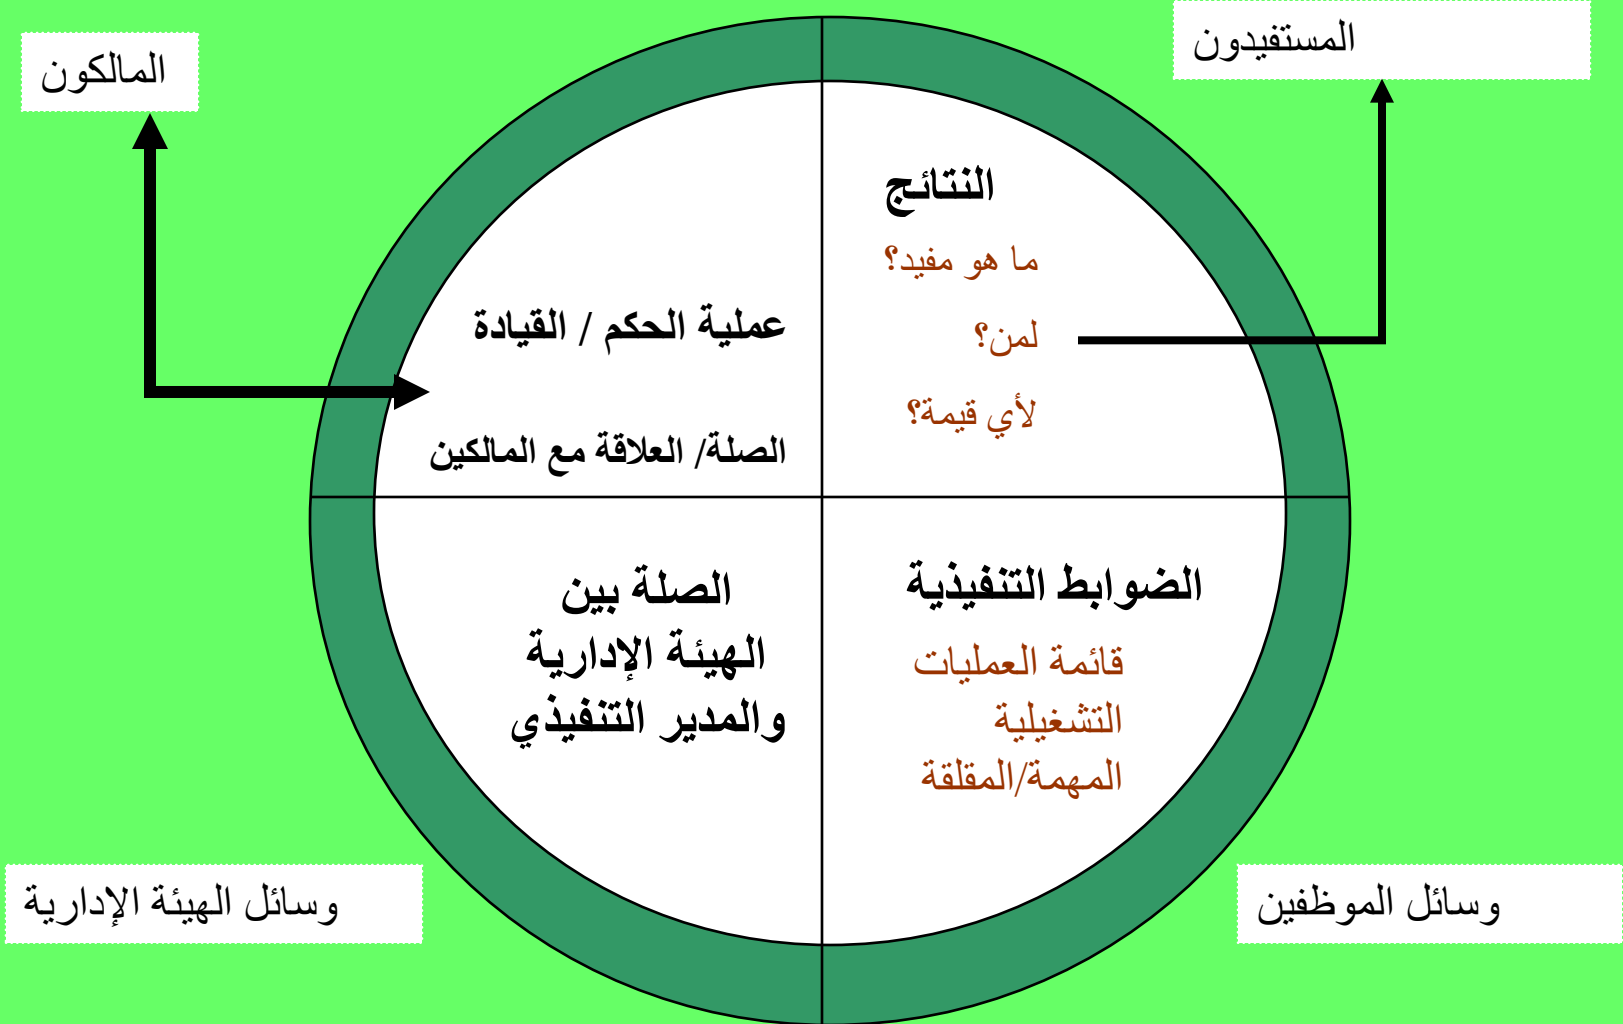 المستفيدون
المالكون
النتائج
ما هو مفيد؟
لمن؟
لأي قيمة؟
عملية الحكم / القيادة
الصلة/ العلاقة مع المالكين
الضوابط التنفيذية
قائمة العمليات
التشغيلية
المهمة/المقلقة
الصلة بين
الهيئة الإدارية
والمدير التنفيذي
وسائل الموظفين
وسائل الهيئة الإدارية